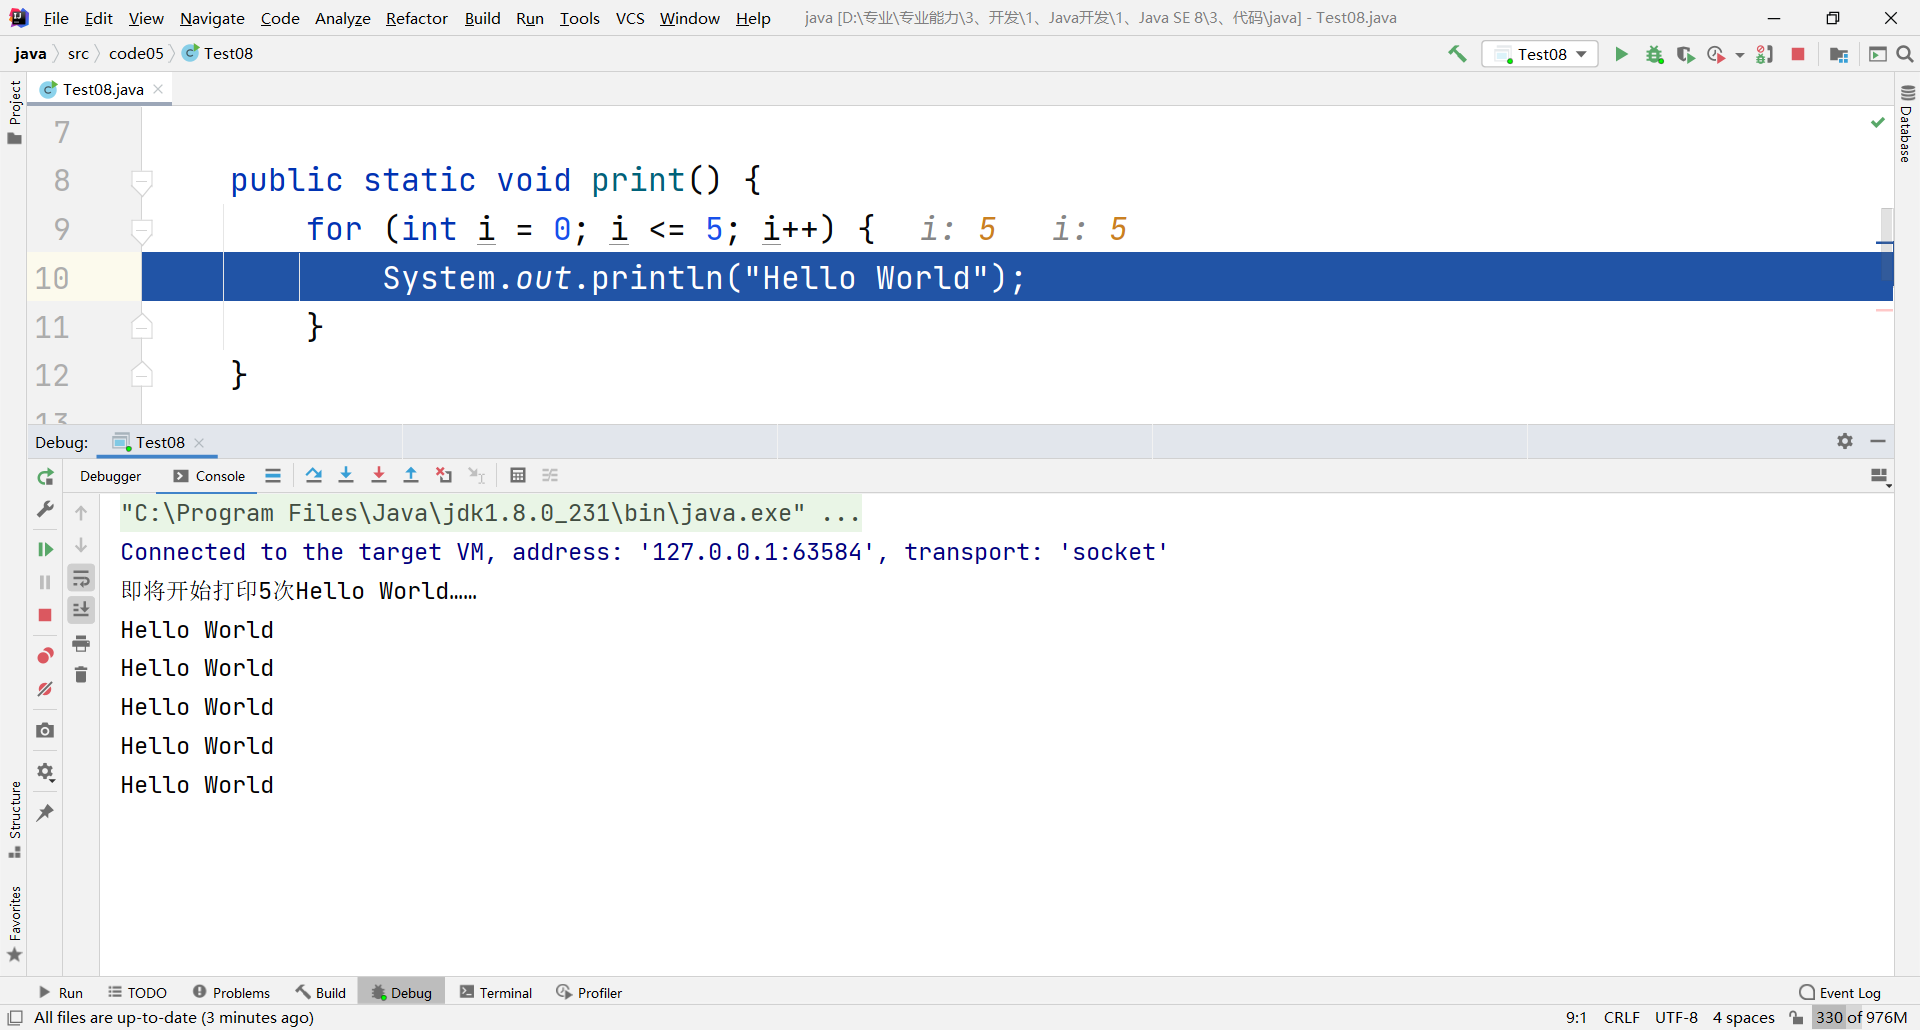 File Edit View Navigate Code Analyze Refactor Build Run Tools VCS Window Help java [D:\专业\专业能力\3、开发\1、Java开发\1、Java SE 8\3、代码\java] - Test08.java
java src code05 Test08 Test08
Project
Test08.java
Database
7
8 public static void print() {
9 for (int i = 0; i <= 5; i++) { i: 5 i: 5
10 System.out.println("Hello World");
11 }
12 }
13
Debug: Test08
Debugger Console
"C:\Program Files\Java\jdk1.8.0_231\bin\java.exe" ...
Connected to the target VM, address: '127.0.0.1:63584', transport: 'socket'
即将开始打印5次Hello World……
Hello World
Hello World
Hello World
Hello World
Hello World
Structure
Favorites
Run TODO Problems Build Debug Terminal Profiler Event Log
All files are up-to-date (3 minutes ago) 9:1 CRLF UTF-8 4 spaces 330 of 976M